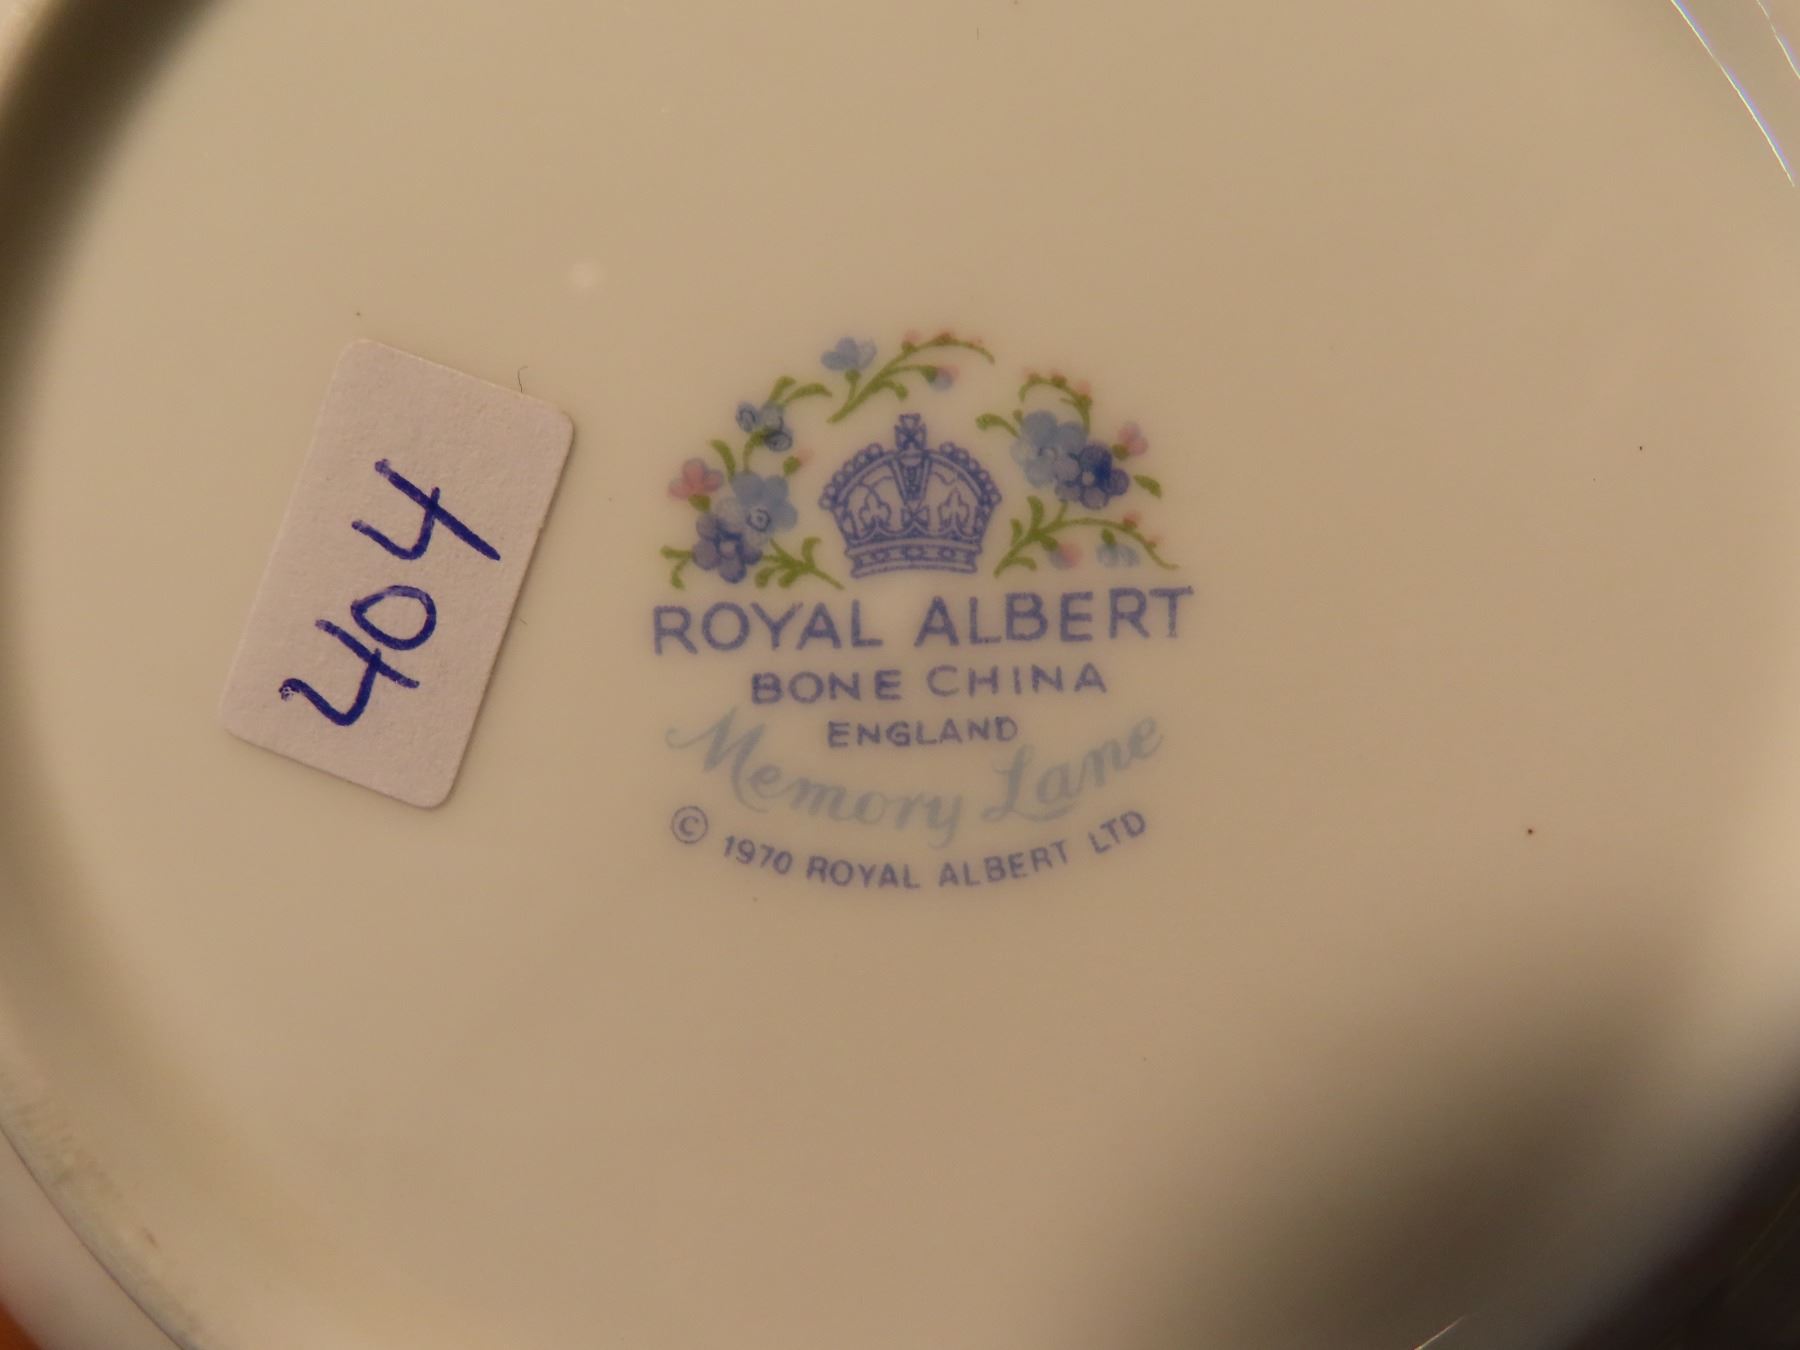 404
ROYAL ALBERT
BONE CHINA
ENGLAND
Memory Lane
© 1970 ROYAL ALBERT LTD